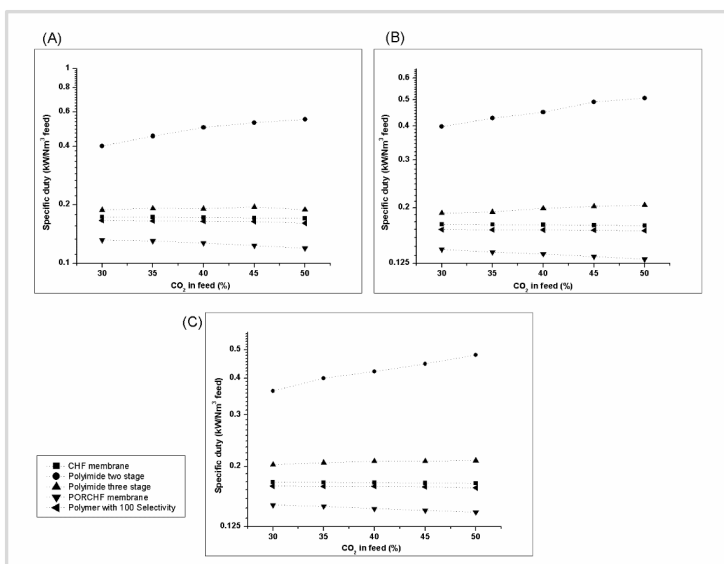 (A)
1
0.6
0.4
0.2
0.1
Specific duty (kW/Nm³ feed)
30 35 40 45 50
CO₂ in feed (%)
(B)
0.6
0.5
0.4
0.3
0.2
0.125
Specific duty (kW/Nm³ feed)
30 35 40 45 50
CO₂ in feed (%)
(C)
0.5
0.4
0.3
0.2
0.125
Specific duty (kW/Nm³ feed)
30 35 40 45 50
CO₂ in feed (%)
CHF membrane
Polyimide two stage
Polyimide three stage
PORCHF membrane
Polymer with 100 Selectivity